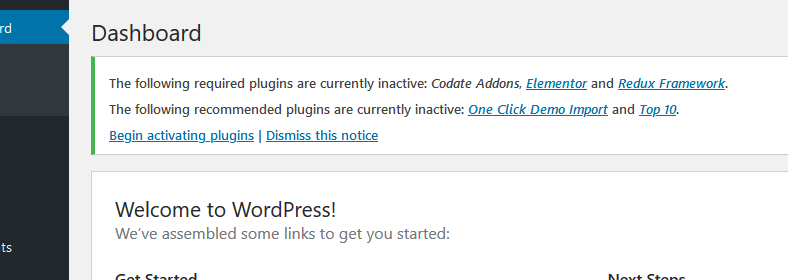 rd
Dashboard
The following required plugins are currently inactive: Codate Addons, Elementor and Redux Framework.
The following recommended plugins are currently inactive: One Click Demo Import and Top 10.
Begin activating plugins | Dismiss this notice
Welcome to WordPress!
We’ve assembled some links to get you started:
ts
Get Started
Next Steps